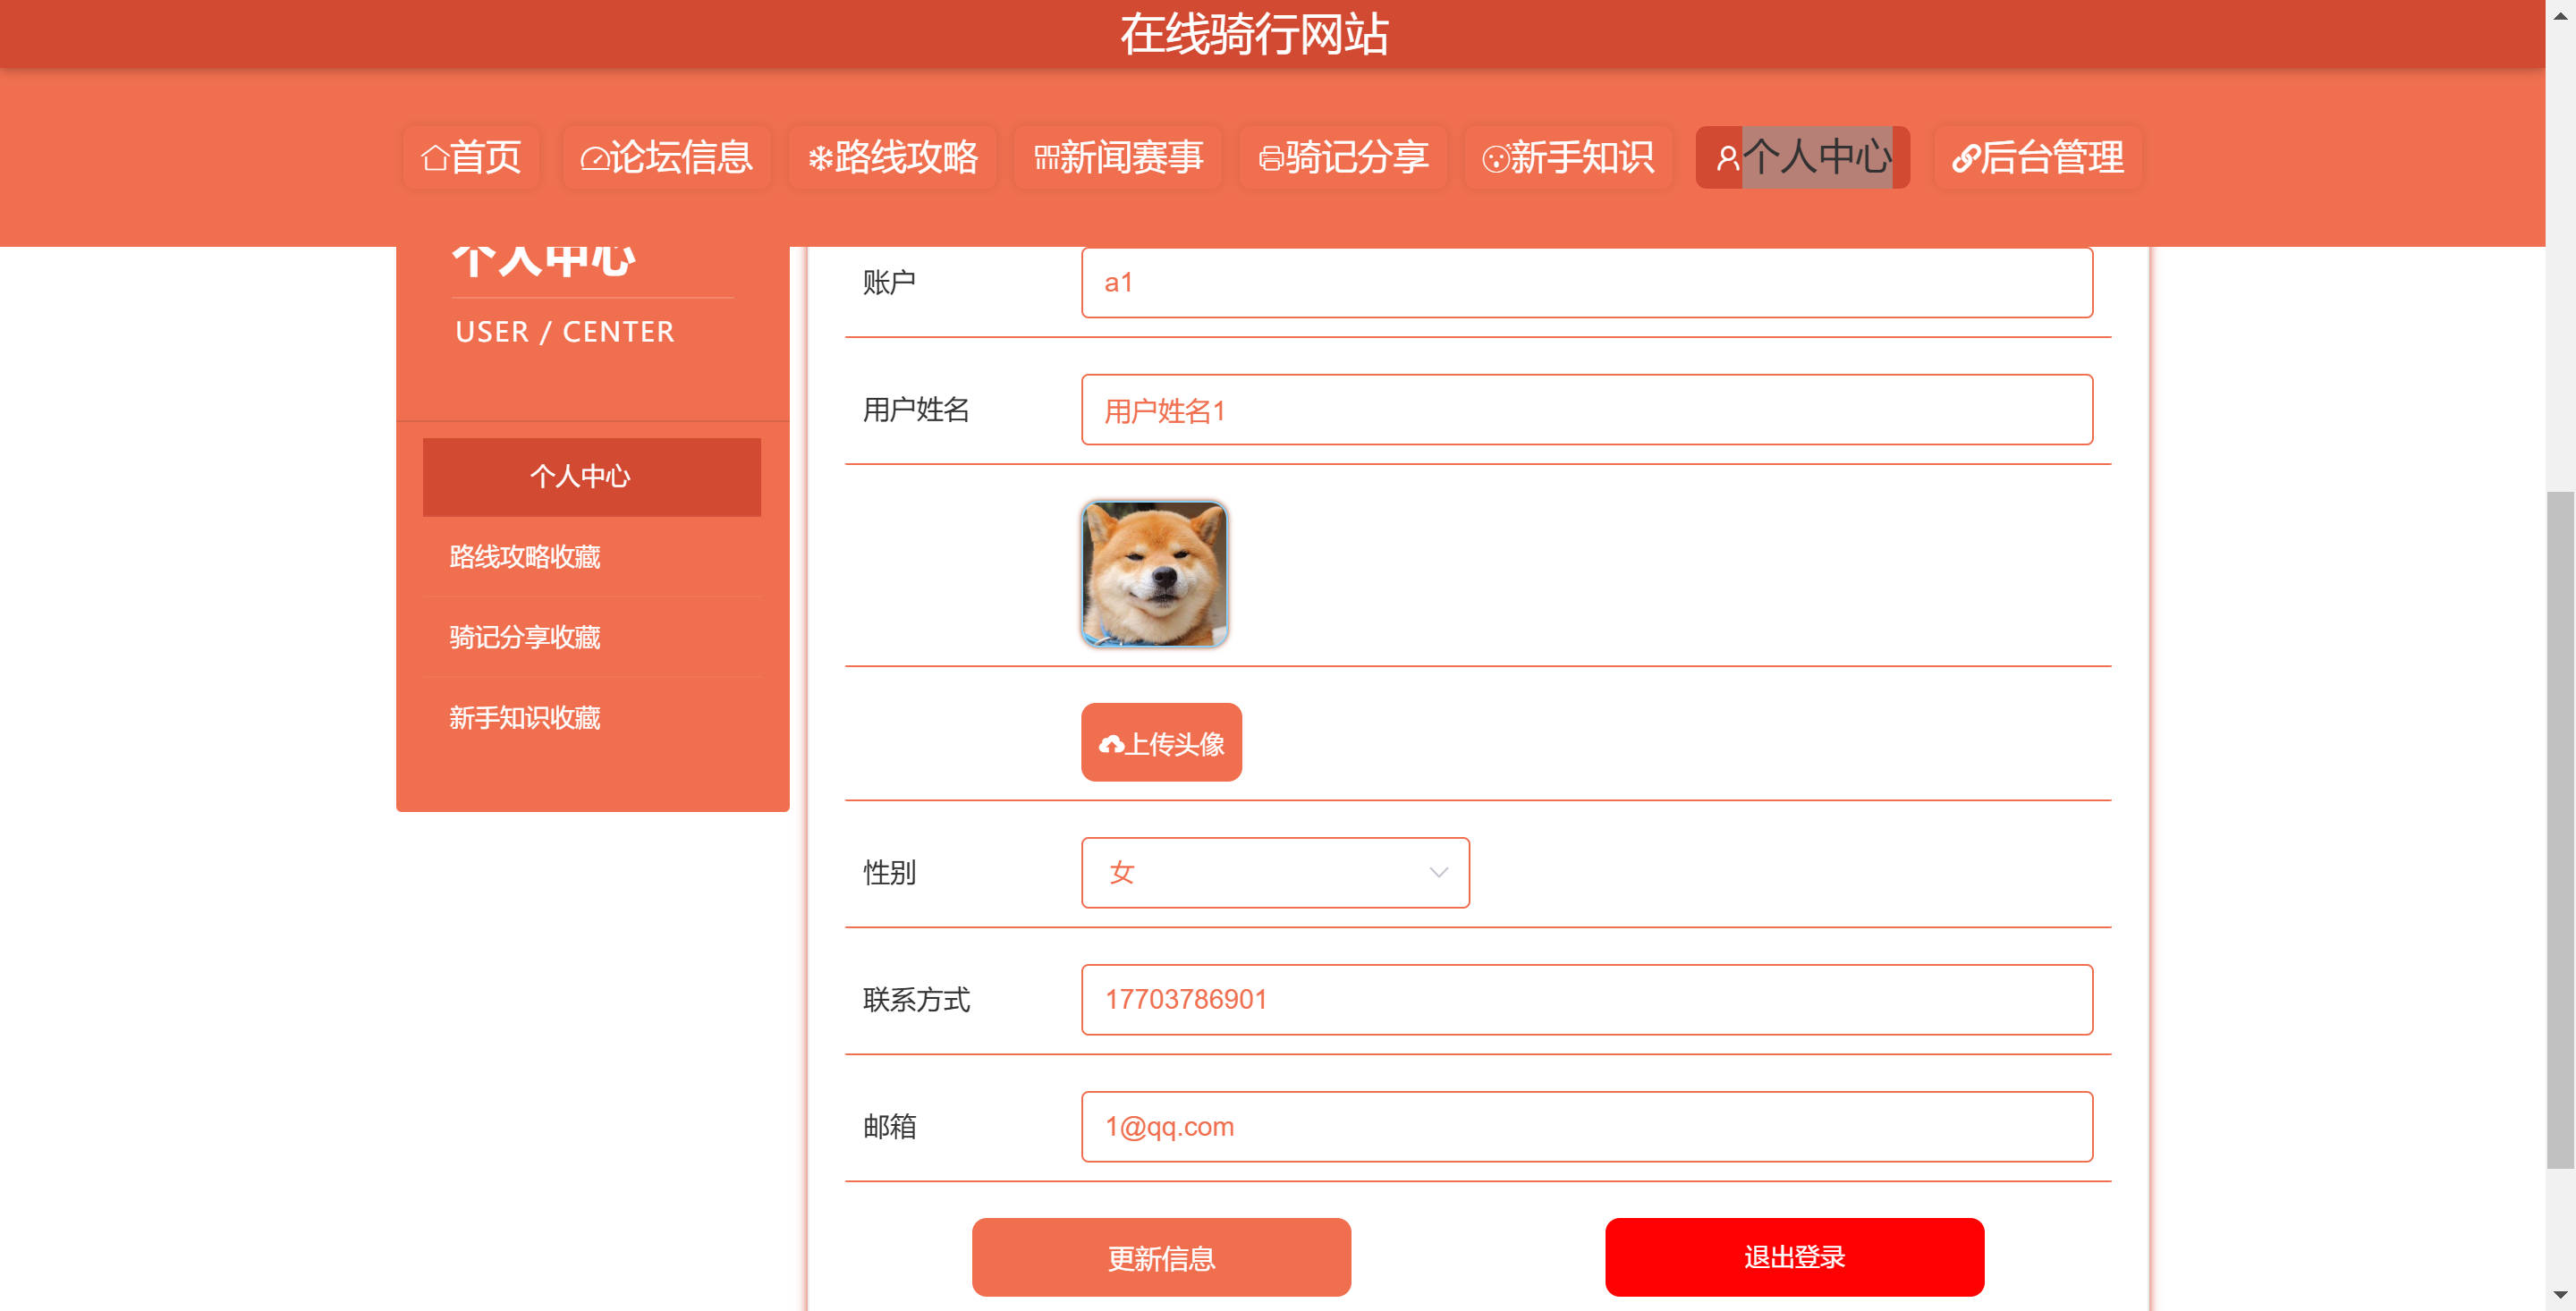 在线骑行网站
首页 论坛信息 路线攻略 新闻赛事 骑记分享 新手知识 个人中心 后台管理
个人中心
USER / CENTER
个人中心
路线攻略收藏
骑记分享收藏
新手知识收藏
账户 a1
用户姓名 用户姓名1
上传头像
性别 女
联系方式 17703786901
邮箱 1@qq.com
更新信息 退出登录